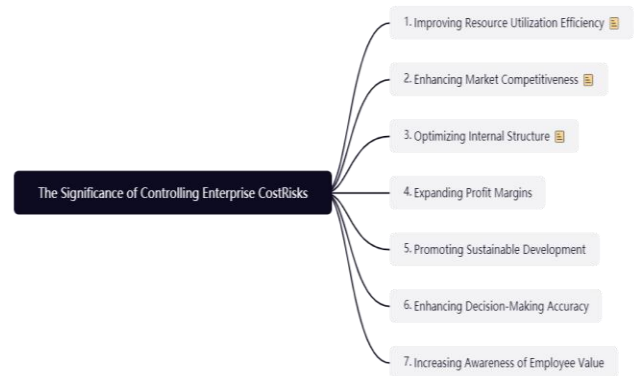 The Significance of Controlling Enterprise CostRisks
1. Improving Resource Utilization Efficiency
2. Enhancing Market Competitiveness
3. Optimizing Internal Structure
4. Expanding Profit Margins
5. Promoting Sustainable Development
6. Enhancing Decision-Making Accuracy
7. Increasing Awareness of Employee Value